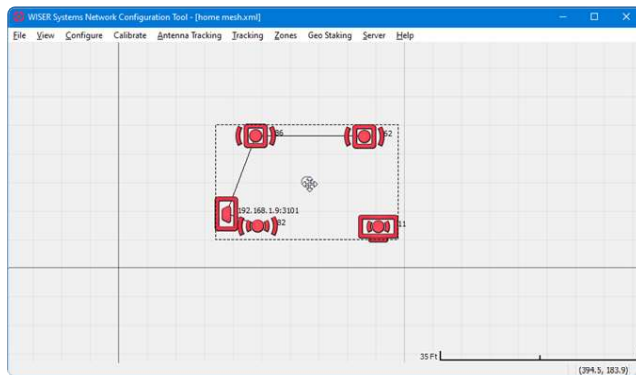 WISER Systems Network Configuration Tool - [home mesh.xml]
File View Configure Calibrate Antenna Tracking Tracking Zones Geo Staking Server Help
86
62
192.168.1.9:3101
82
11
35 Ft
(394.5, 183.9)